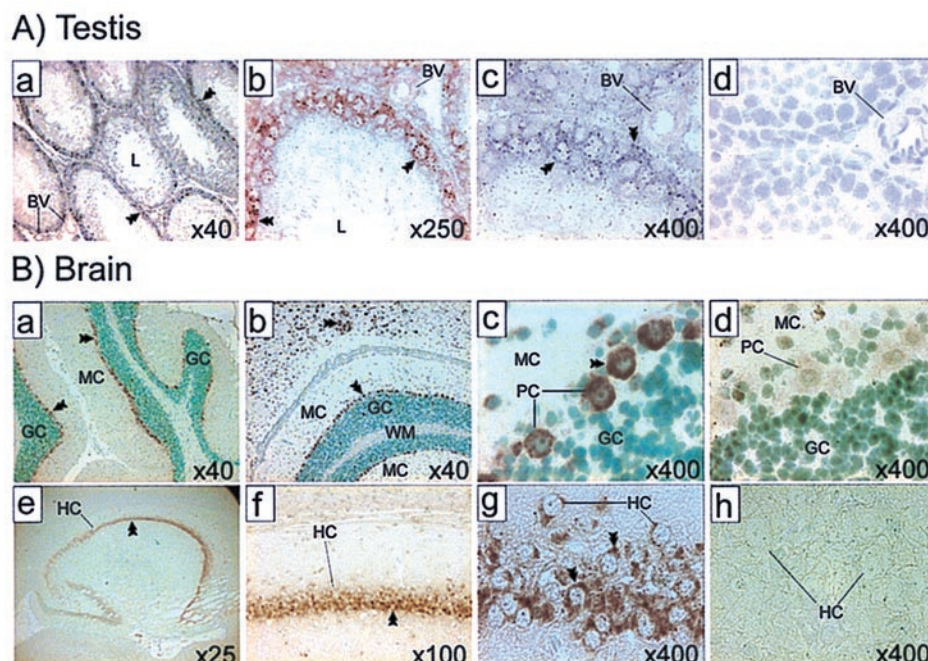 A) Testis
a
BV
L
x40
b
BV
L
x250
c
BV
x400
d
BV
x400
B) Brain
a
GC
MC
GC
x40
b
MC
GC
WM
MC
x40
c
MC
PC
GC
x400
d
MC
PC
GC
x400
e
HC
x25
f
HC
x100
g
HC
x400
h
HC
x400